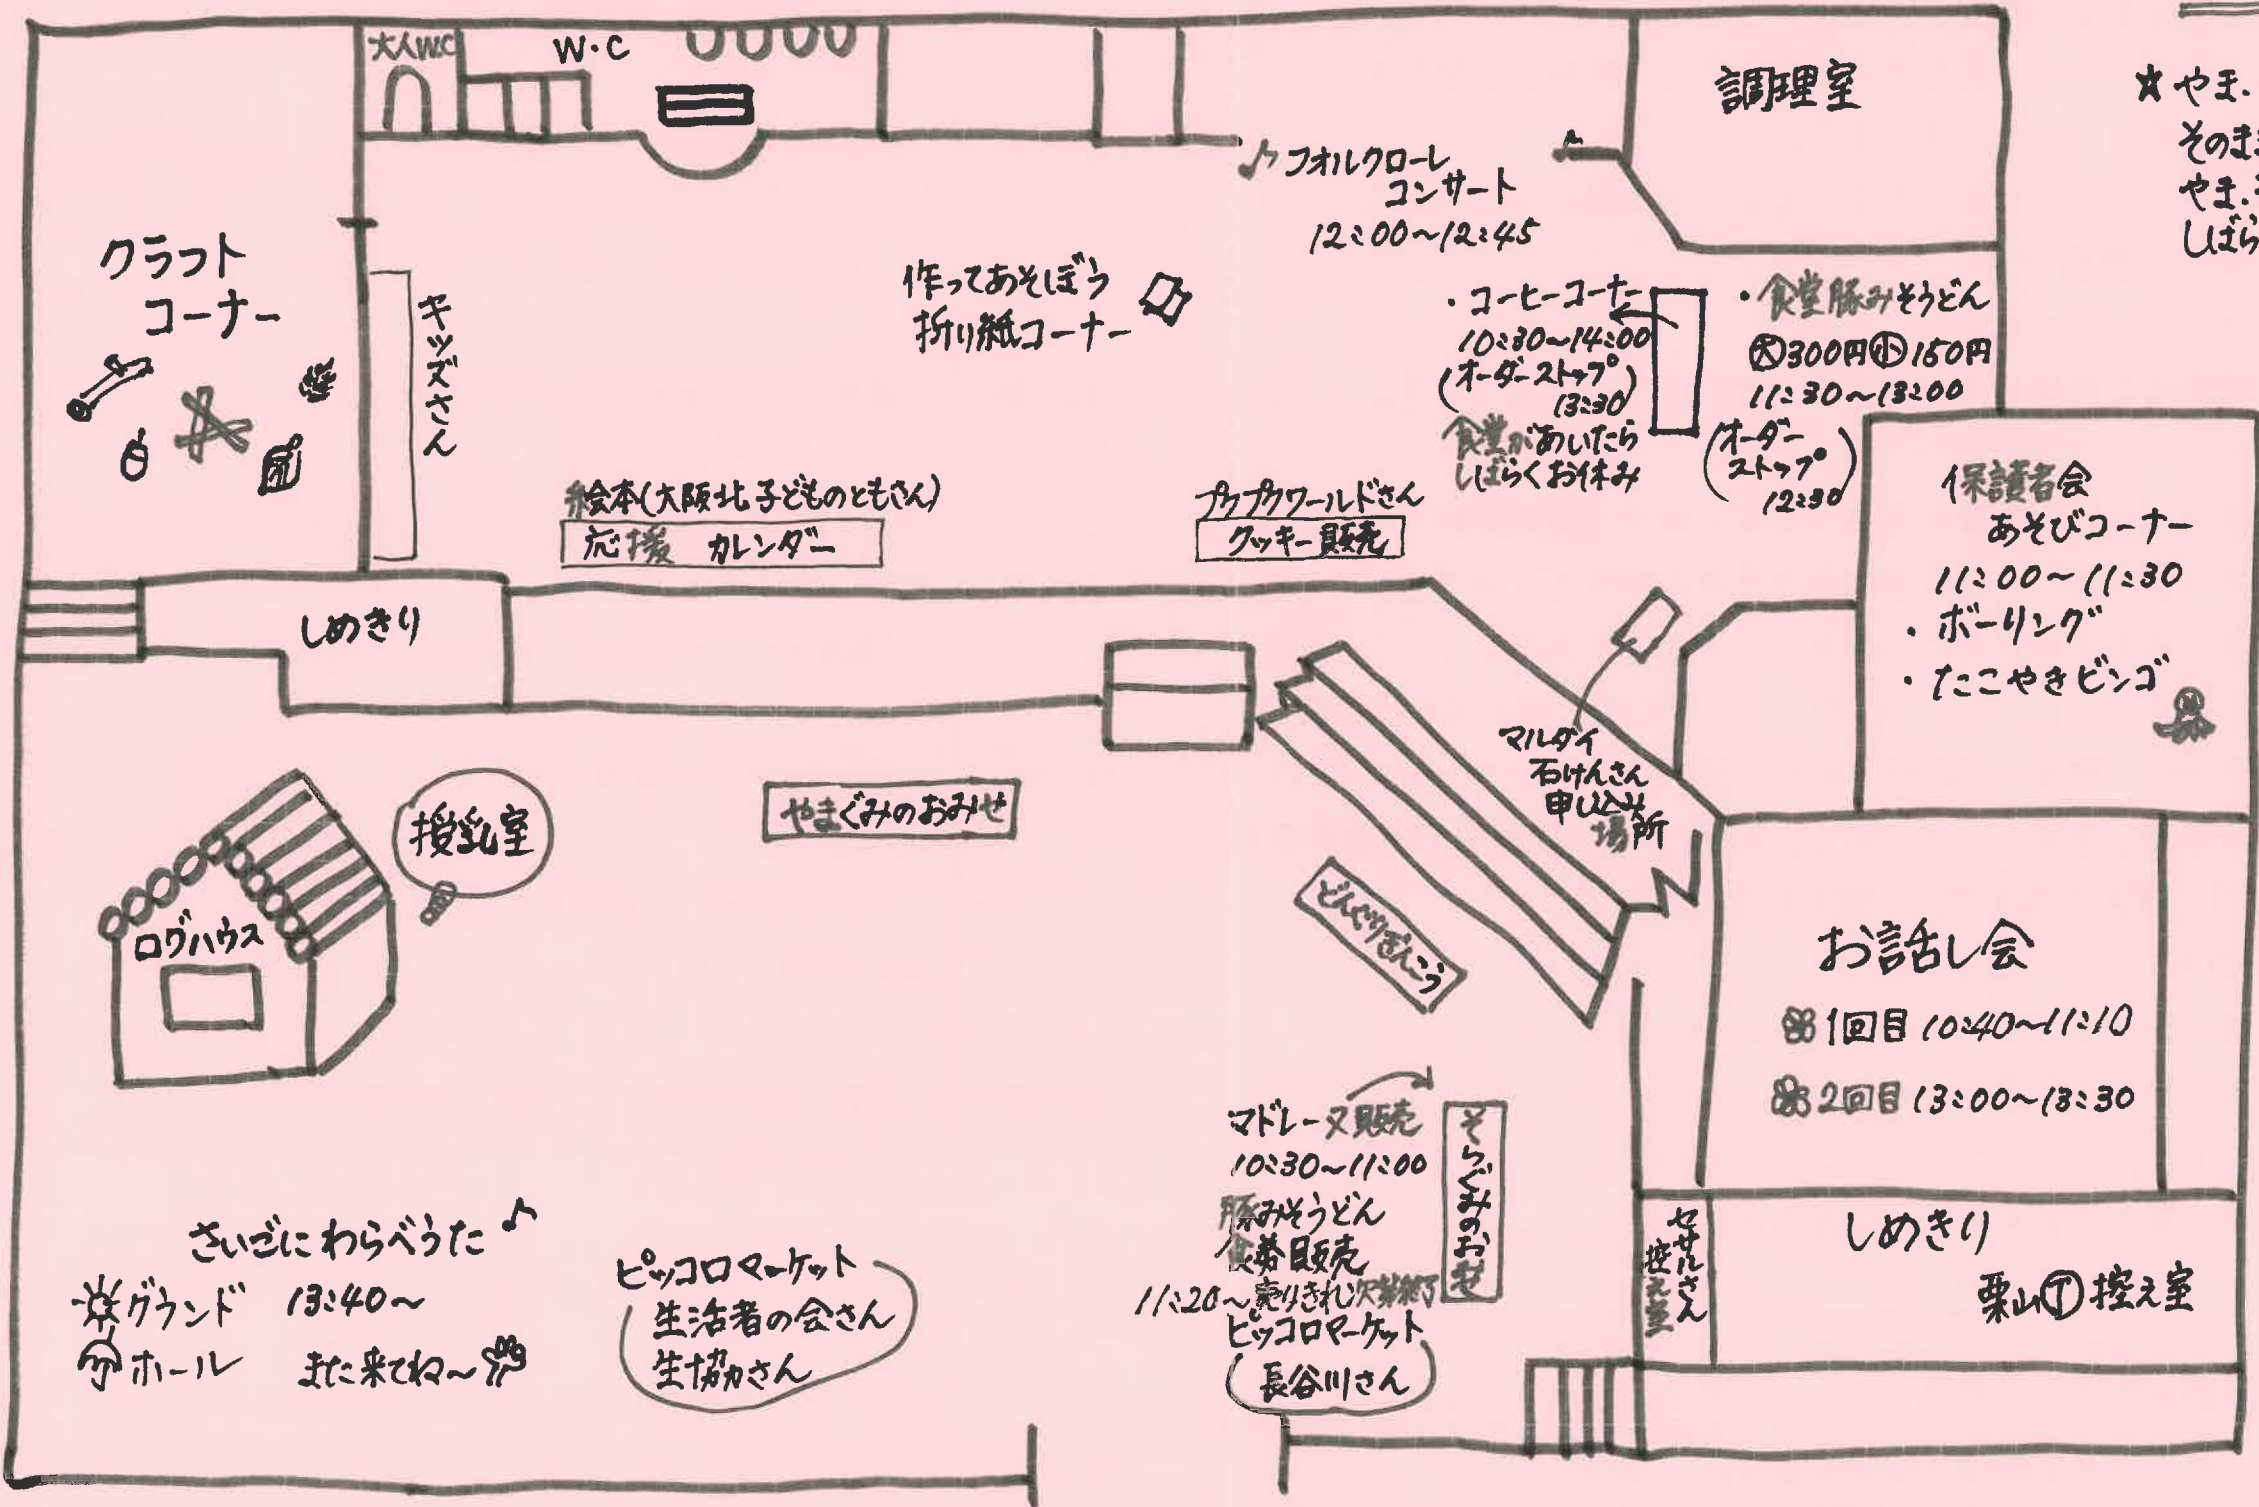 大人W.C
W・C
調理室
☆やま・
そのまま
やま・
しばら
♪フォルクローレ
コンサート
12:00~12:45
クラフト
コーナー
キッズさん
作ってあそぼう
折り紙コーナー
・コーヒーコーナー
10:30~14:00
(オーダーストップ
13:30)
食堂があいたら
しばらくお休み
・食堂豚みそうどん
大300円小150円
11:30~13:00
(オーダー
ストップ
12:30)
絵本(大阪北子どものともさん)
応援 カレンダー
プクプクワールドさん
クッキー販売
保護者会
あそびコーナー
11:00~11:30
・ボーリング
・たこやきビンゴ
しめきり
マルダイ
石けんさん
申し込み
場所
授乳室
やまぐみのおみせ
ログハウス
どんぐりぎんこう
お話し会
1回目 10:40~11:10
2回目 13:00~13:30
マドレーヌ販売
10:30~11:00
豚みそうどん
食券販売
11:20~売りきれ次第終了
そらぐみのおみせ
ピッコロマーケット
長谷川さん
さいごにわらべうた♪
グランド 13:40~
ホール また来てね~
ピッコロマーケット
生活者の会さん
生協さん
セサルさん
控え室
しめきり
栗山T控え室